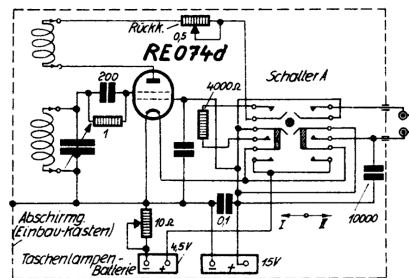 Rückk.
0,5
RE074d
200
4000Ω
Schalter A
1
10Ω
0,1
10000
I II
Abschirmg.
(Einbau-Kästen)
Taschenlampen-
Batterie
4,5V
- +
- +
15V